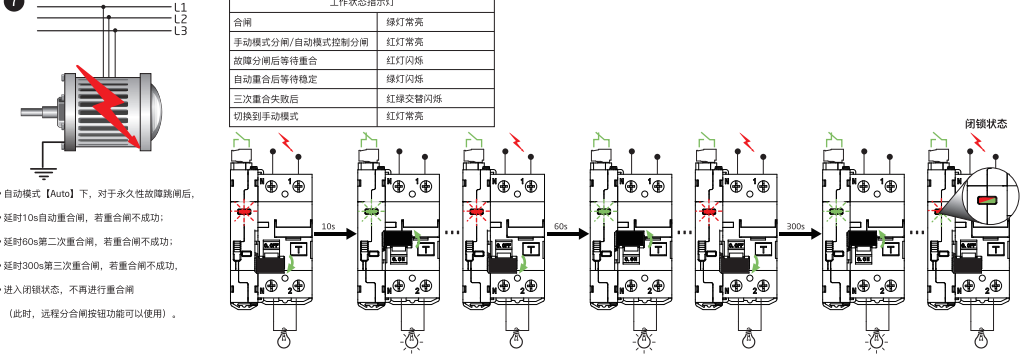 7
L1
L2
L3
工作状态指示灯
合闸 绿灯常亮
手动模式分闸/自动模式控制分闸 红灯常亮
故障分闸后等待重合 红灯闪烁
自动重合后等待稳定 绿灯闪烁
三次重合失败后 红绿交替闪烁
切换到手动模式 红灯常亮
自动模式【Auto】下，对于永久性故障跳闸后，
延时10s自动重合闸，若重合闸不成功；
延时60s第二次重合闸，若重合闸不成功；
延时300s第三次重合闸，若重合闸不成功，
进入闭锁状态，不再进行重合闸
（此时，远程分合闸按钮功能可以使用）。
闭锁状态
10s
60s
300s
N 1
N 1
N 1
N 1
N 1
N 1
N 1
T
T
T
T
T
T
T
N 2
N 2
N 2
N 2
N 2
N 2
N 2